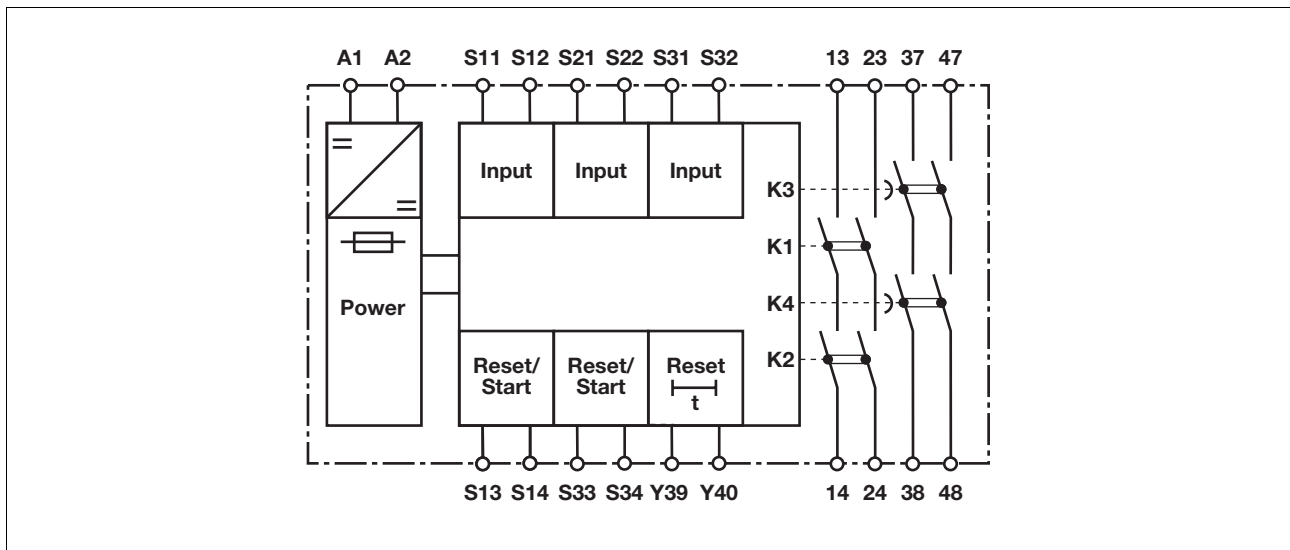 A1 A2 S11 S12 S21 S22 S31 S32 13 23 37 47
Input Input Input
K3
K1
K4
Power
K2
Reset/ Reset/ Reset
Start Start t
S13 S14 S33 S34 Y39 Y40 14 24 38 48